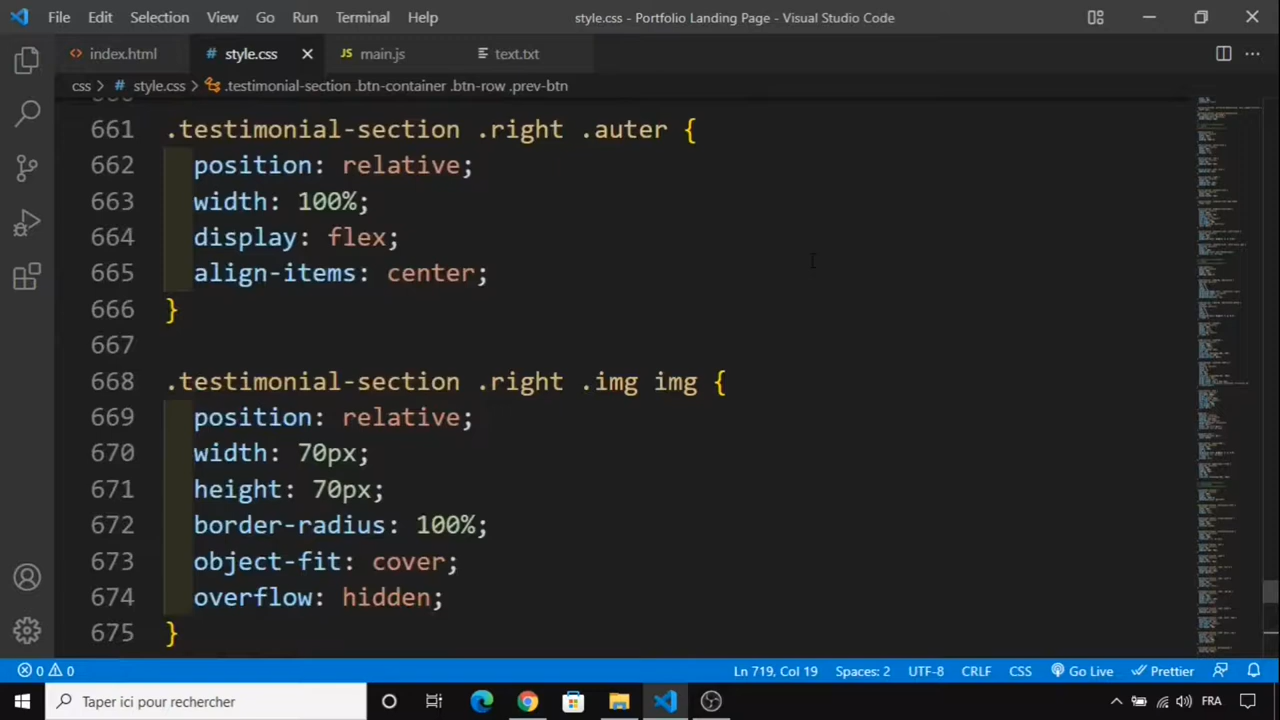 File Edit Selection View Go Run Terminal Help style.css - Portfolio Landing Page - Visual Studio Code
index.html # style.css JS main.js text.txt
css > # style.css > .testimonial-section .btn-container .btn-row .prev-btn
661 .testimonial-section .right .auter {
662 position: relative;
663 width: 100%;
664 display: flex;
665 align-items: center;
666 }
667
668 .testimonial-section .right .img img {
669 position: relative;
670 width: 70px;
671 height: 70px;
672 border-radius: 100%;
673 object-fit: cover;
674 overflow: hidden;
675 }
0 0 Ln 719, Col 19 Spaces: 2 UTF-8 CRLF CSS Go Live Prettier
Taper ici pour rechercher FRA